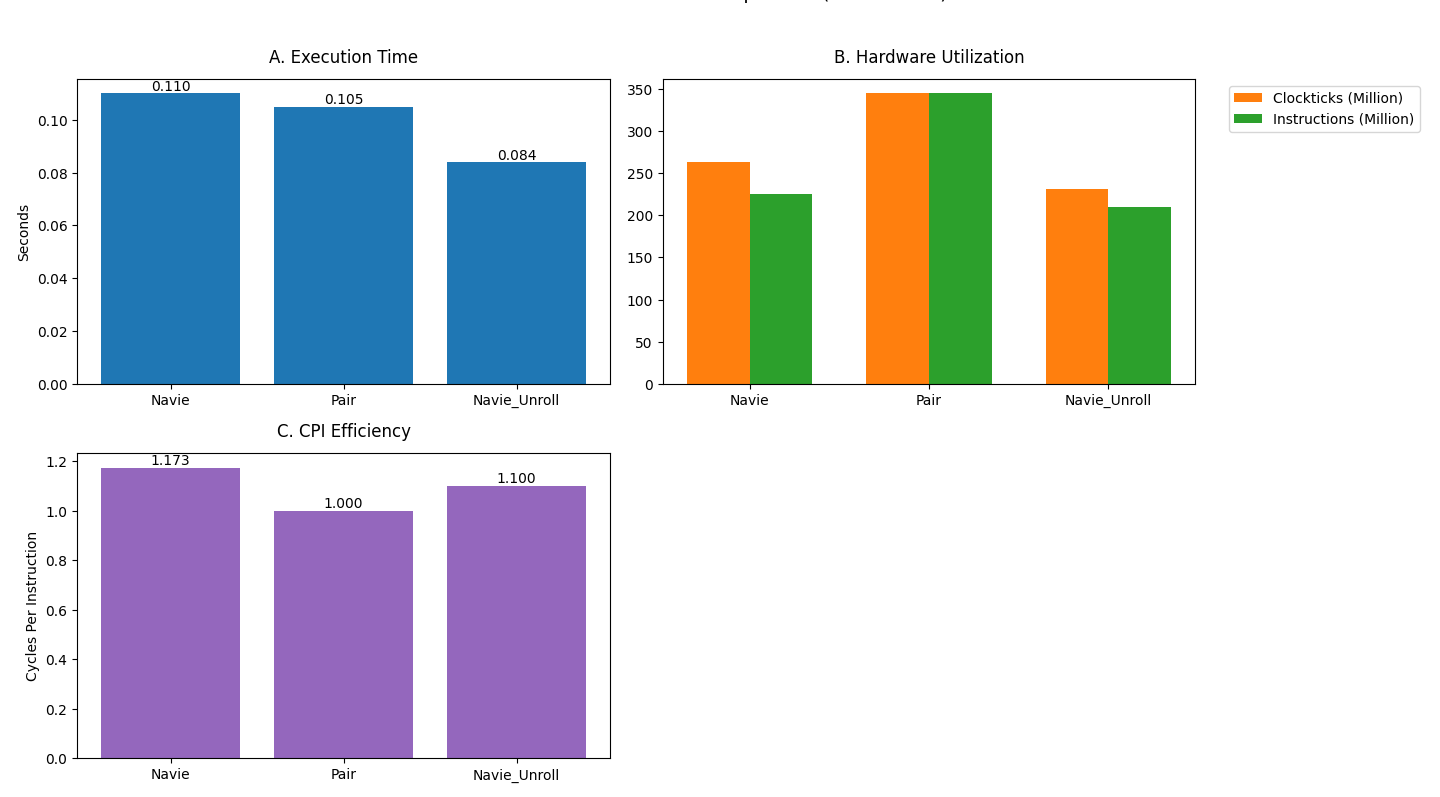 A. Execution Time
0.110
0.105
0.084
0.10
0.08
0.06
0.04
0.02
0.00
Seconds
Navie Pair Navie_Unroll
B. Hardware Utilization
350
300
250
200
150
100
50
0
Navie Pair Navie_Unroll
Clockticks (Million)
Instructions (Million)
C. CPI Efficiency
1.173
1.000
1.100
1.2
1.0
0.8
0.6
0.4
0.2
0.0
Cycles Per Instruction
Navie Pair Navie_Unroll